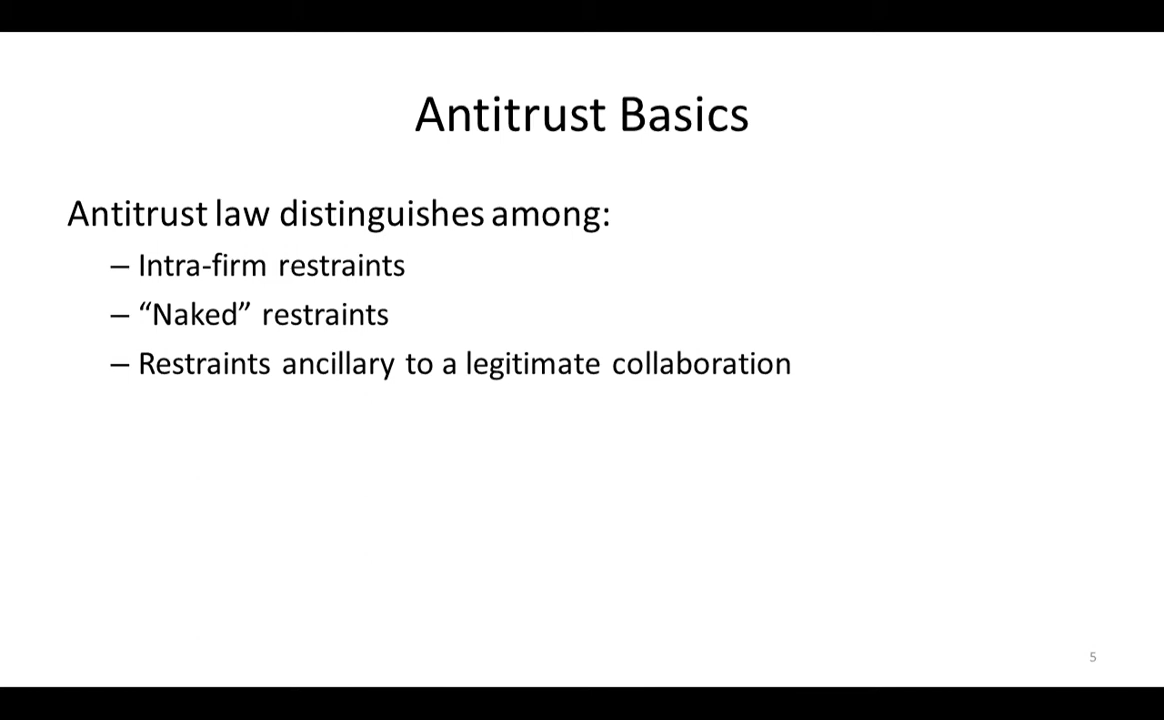 Antitrust Basics
Antitrust law distinguishes among:
– Intra-firm restraints
– “Naked” restraints
– Restraints ancillary to a legitimate collaboration
5